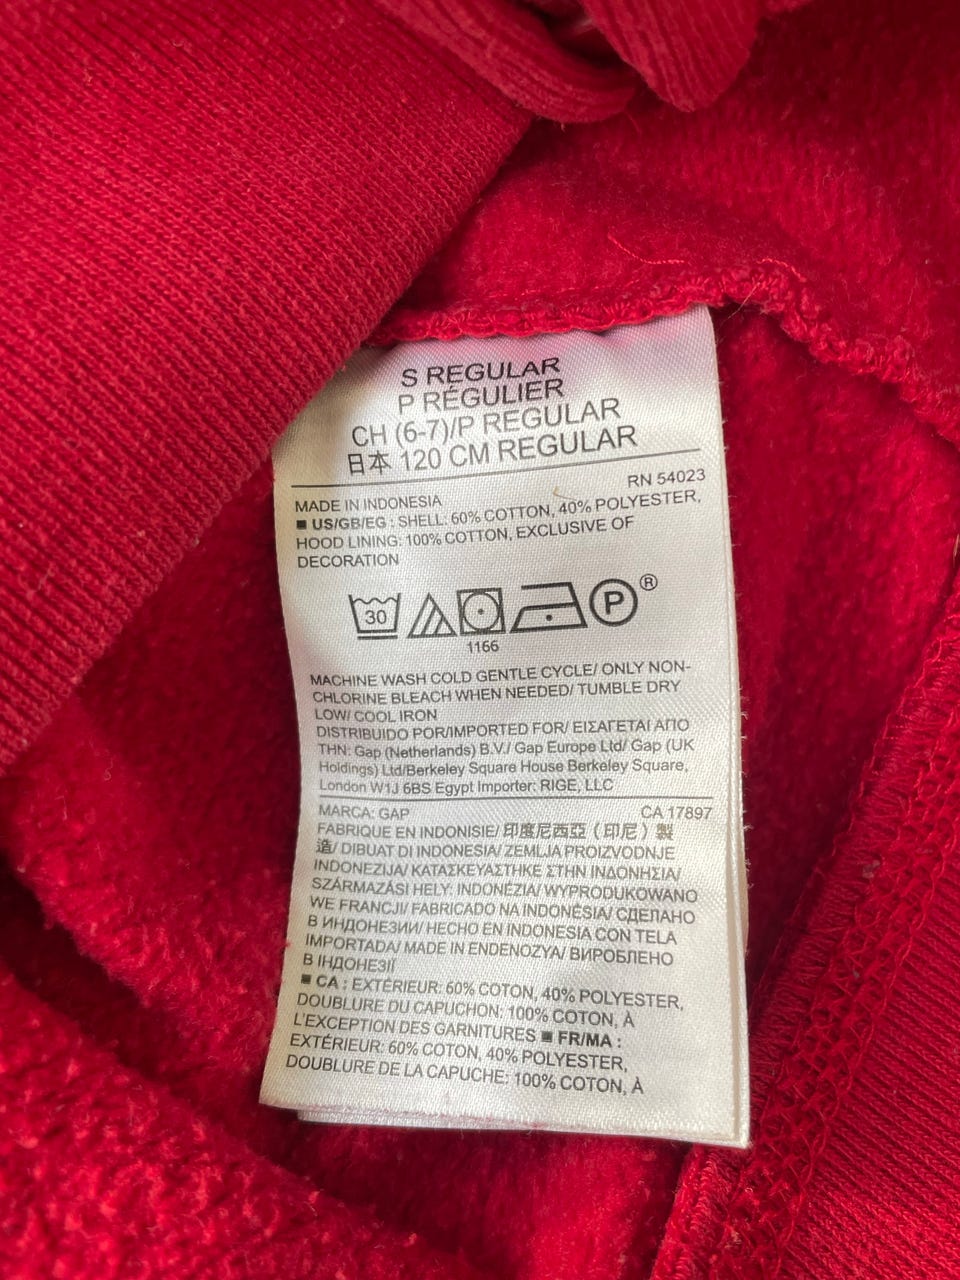 S REGULAR
P RÉGULIER
CH (6-7)/P REGULAR
日本 120 CM REGULAR
RN 54023
MADE IN INDONESIA
■ US/GB/EG : SHELL: 60% COTTON, 40% POLYESTER,
HOOD LINING: 100% COTTON, EXCLUSIVE OF
DECORATION
30
P ®
1166
MACHINE WASH COLD GENTLE CYCLE/ ONLY NON-
CHLORINE BLEACH WHEN NEEDED/ TUMBLE DRY
LOW/ COOL IRON
DISTRIBUIDO POR/IMPORTED FOR/ ΕΙΣΑΓΕΤΑΙ ΑΠΟ
ΤΗΝ: Gap (Netherlands) B.V./ Gap Europe Ltd/ Gap (UK
Holdings) Ltd/Berkeley Square House Berkeley Square,
London W1J 6BS Egypt Importer: RIGE, LLC
MARCA: GAP
CA 17897
FABRIQUE EN INDONISIE/ 印度尼西亞（印尼）製
造/ DIBUAT DI INDONESIA/ ZEMLJA PROIZVODNJE
INDONEZIJA/ ΚΑΤΑΣΚΕΥΑΣΤΗΚΕ ΣΤΗΝ ΙΝΔΟΝΗΣΙΑ/
SZÁRMAZÁSI HELY: INDONÉZIA/ WYPRODUKOWANO
WE FRANCJI/ FABRICADO NA INDONÉSIA/ СДЕЛАНО
В ИНДОНЕЗИИ/ HECHO EN INDONESIA CON TELA
IMPORTADA/ MADE IN ENDENOZYA/ ВИРОБЛЕНО
В ІНДОНЕЗІЇ
■ CA : EXTÉRIEUR: 60% COTON, 40% POLYESTER,
DOUBLURE DU CAPUCHON: 100% COTON, À
L'EXCEPTION DES GARNITURES ■ FR/MA :
EXTÉRIEUR: 60% COTON, 40% POLYESTER,
DOUBLURE DE LA CAPUCHE: 100% COTON, À